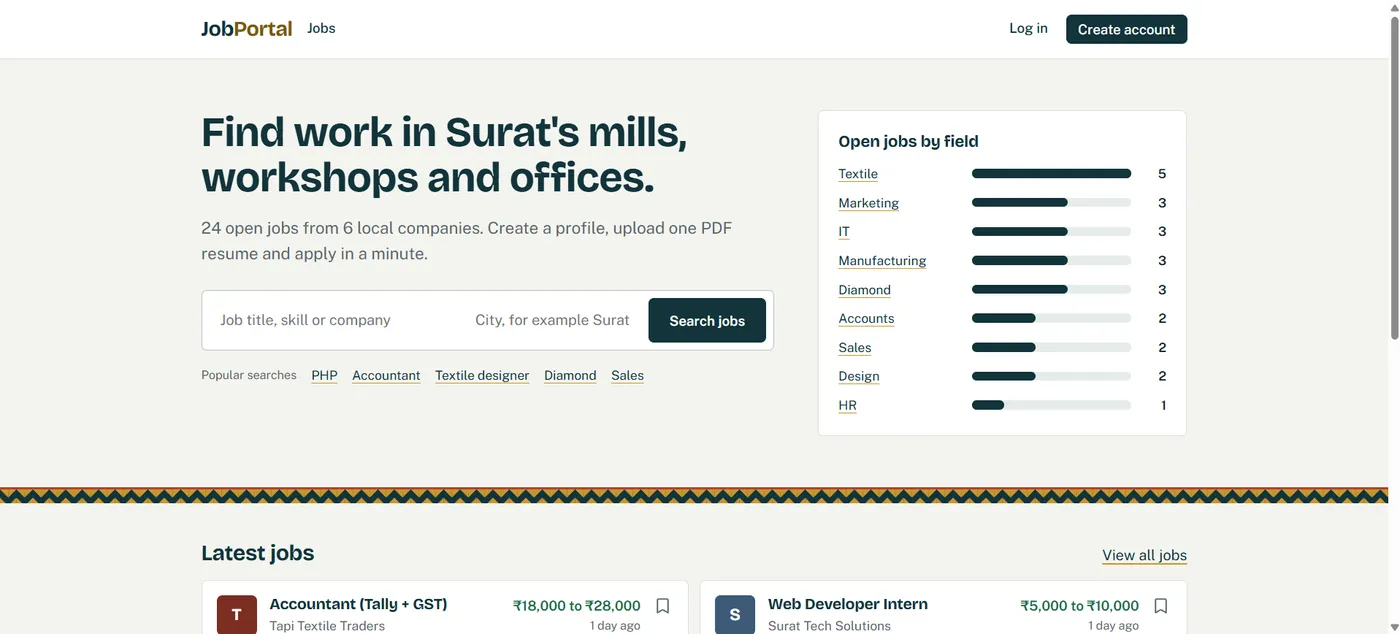 JobPortal Jobs Log in Create account
Find work in Surat's mills,
workshops and offices.
24 open jobs from 6 local companies. Create a profile, upload one PDF
resume and apply in a minute.
Job title, skill or company City, for example Surat Search jobs
Popular searches PHP Accountant Textile designer Diamond Sales
Open jobs by field
Textile 5
Marketing 3
IT 3
Manufacturing 3
Diamond 3
Accounts 2
Sales 2
Design 2
HR 1
Latest jobs View all jobs
T Accountant (Tally + GST) ₹18,000 to ₹28,000
Tapi Textile Traders 1 day ago
S Web Developer Intern ₹5,000 to ₹10,000
Surat Tech Solutions 1 day ago